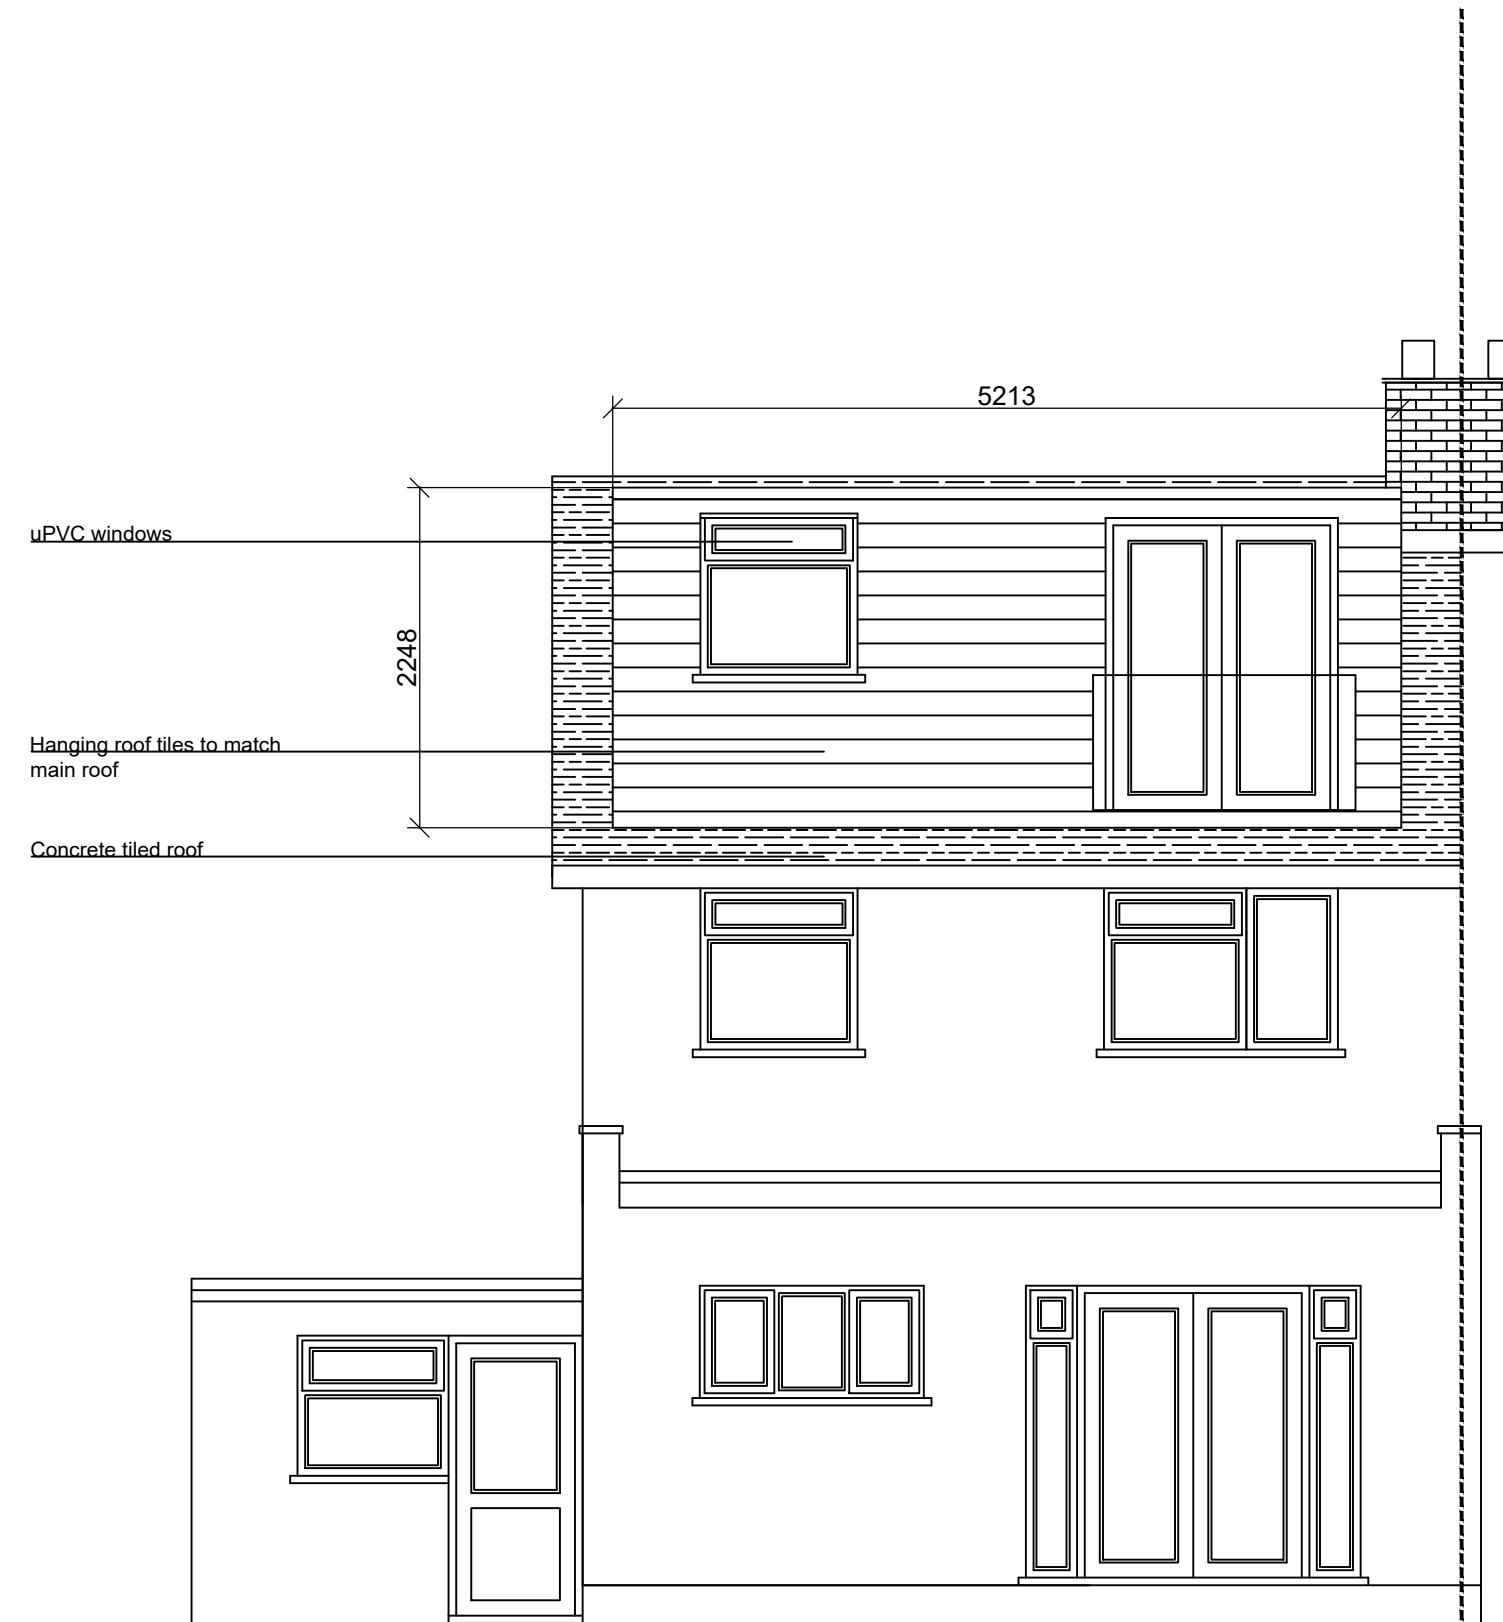 5213
uPVC windows
2248
Hanging roof tiles to match
main roof
Concrete tiled roof